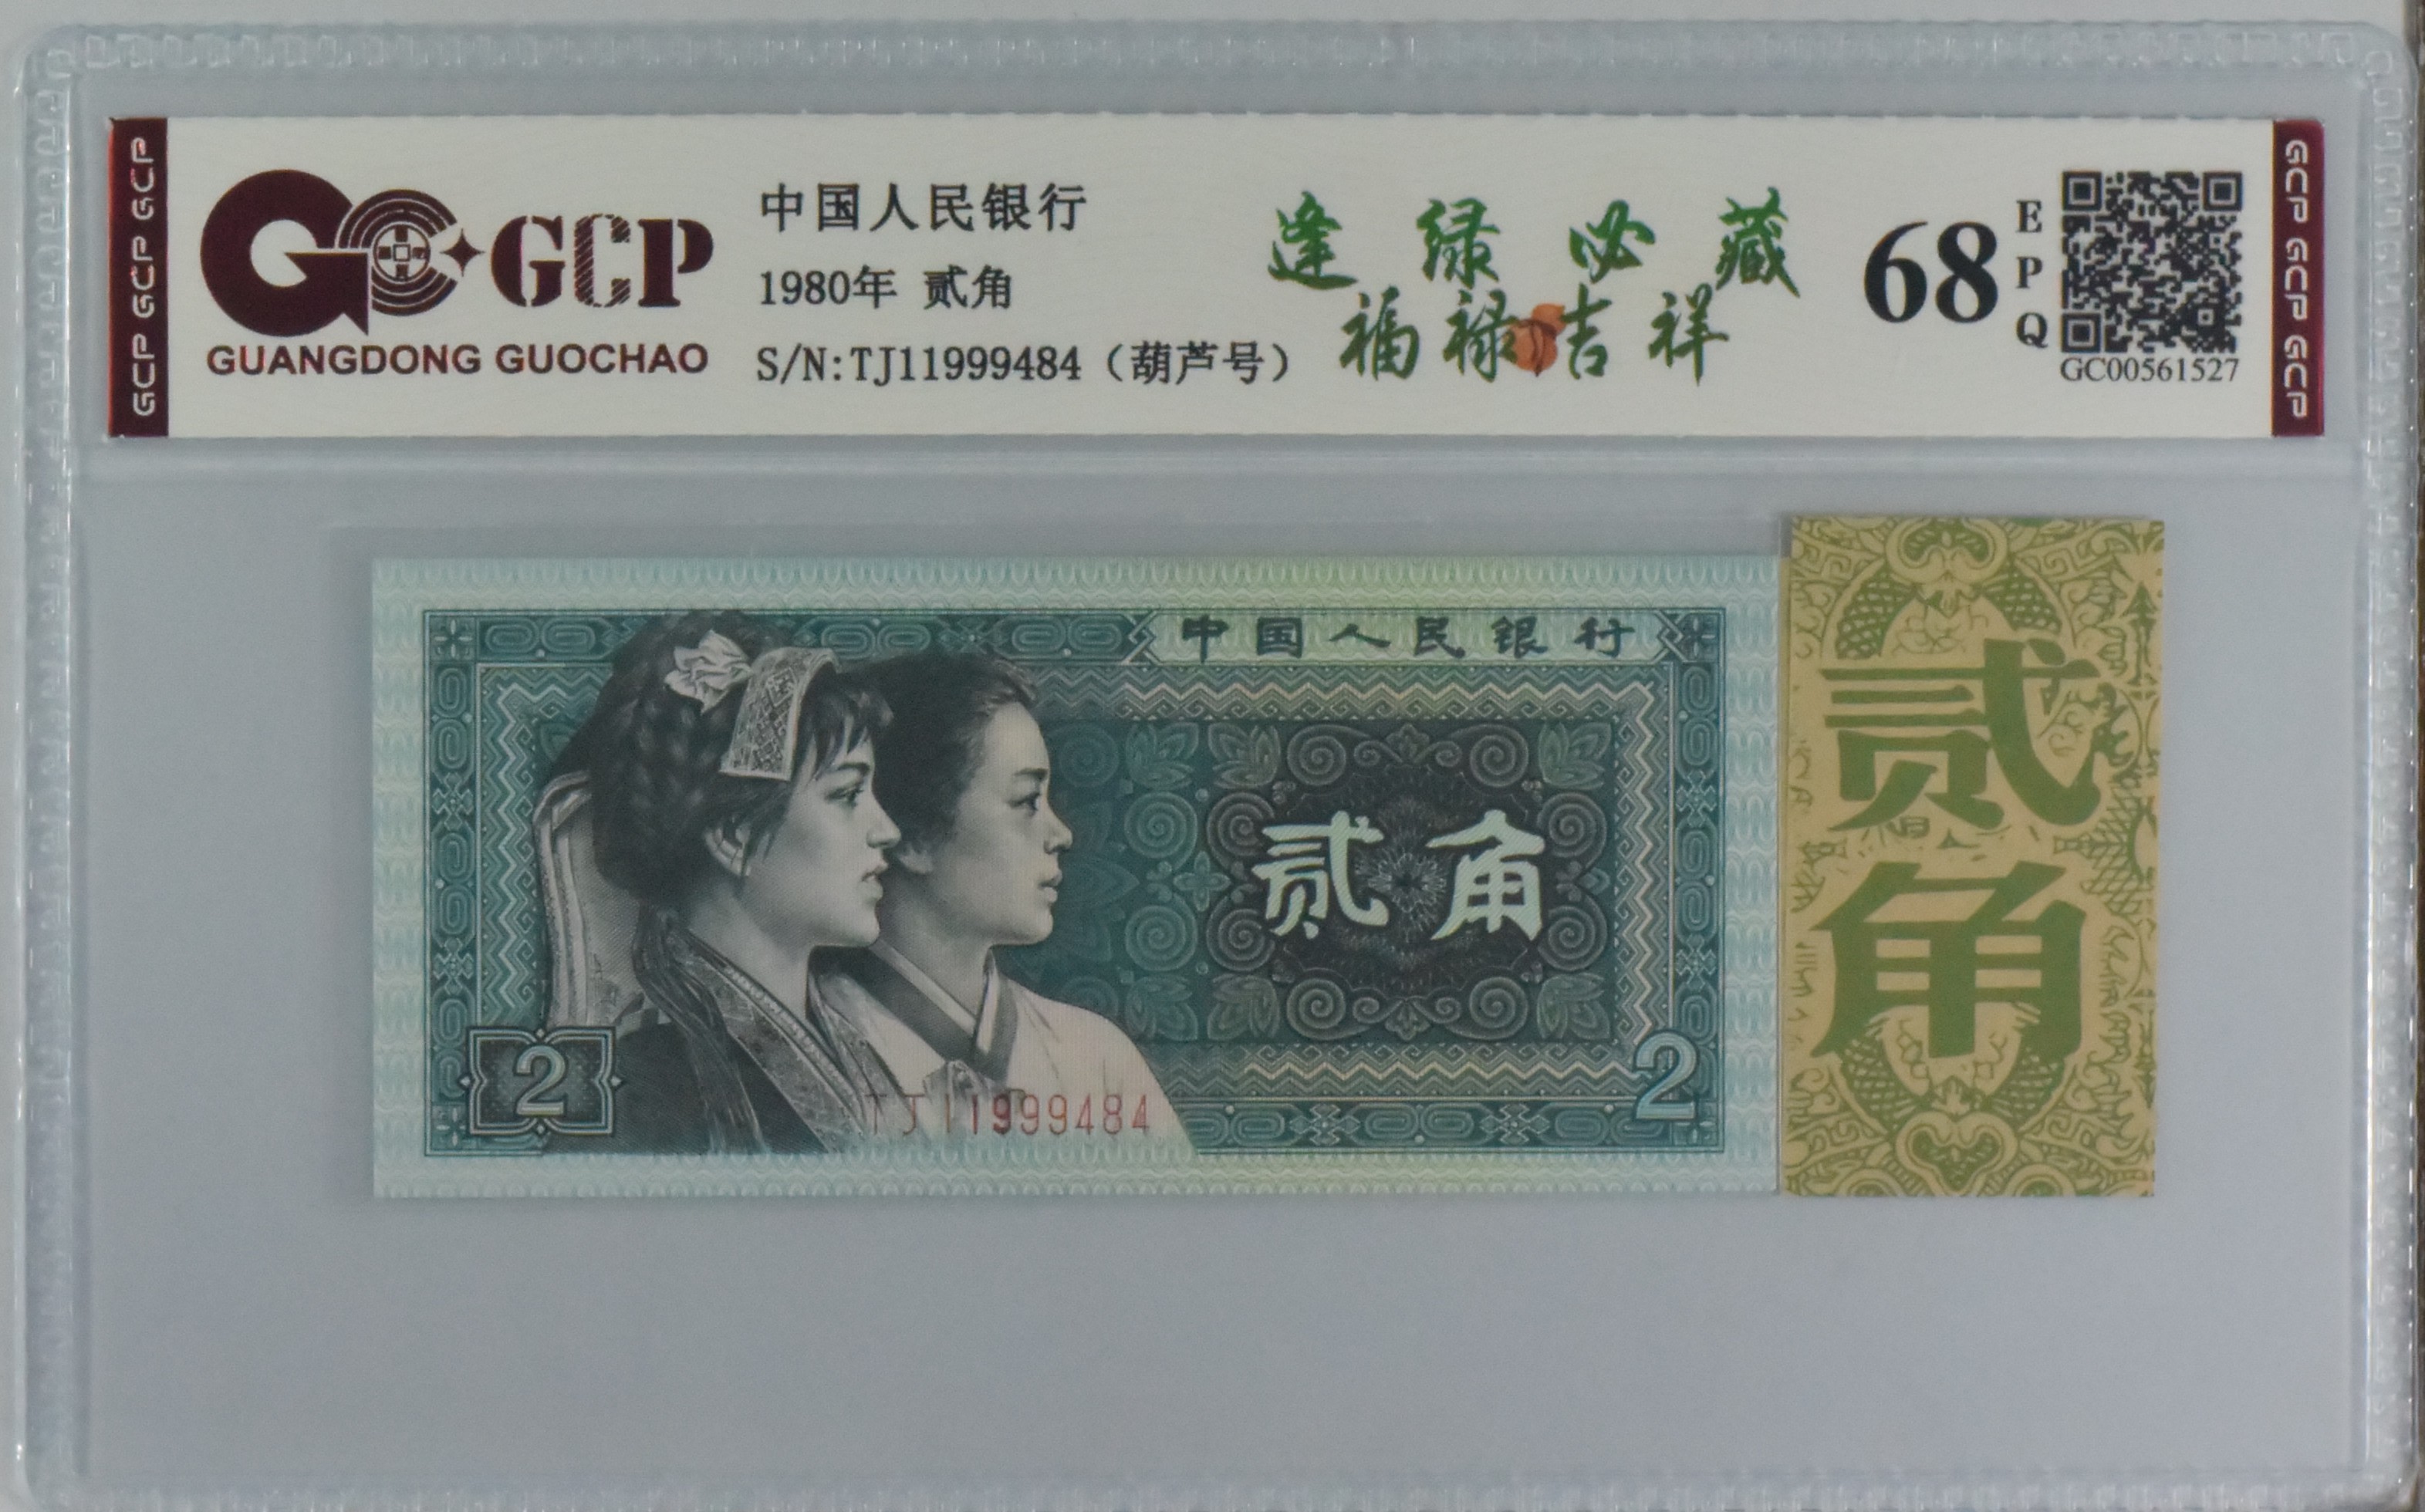 GCP GCP GCP
GCP
GUANGDONG GUOCHAO
中国人民银行
1980年 贰角
S/N:TJ11999484（葫芦号）
逢绿必藏
福禄吉祥
68
EPQ
GC00561527
GCP GCP GCP
中国人民银行
贰角
2
2
TJ11999484
贰角